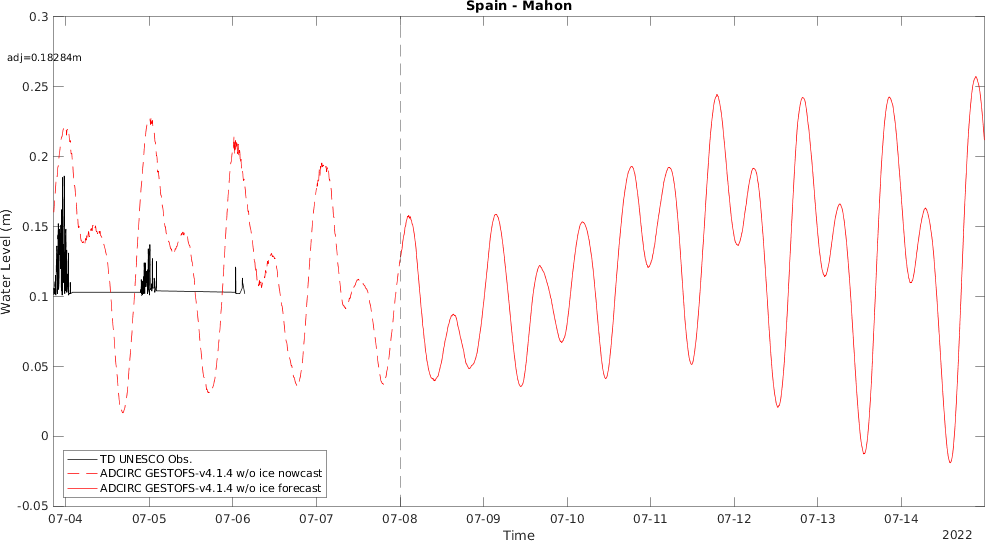 Spain - Mahon
adj=0.18284m
0.3
0.25
0.2
0.15
0.1
0.05
0
-0.05
Water Level (m)
TD UNESCO Obs.
ADCIRC GESTOFS-v4.1.4 w/o ice nowcast
ADCIRC GESTOFS-v4.1.4 w/o ice forecast
07-04 07-05 07-06 07-07 07-08 07-09 07-10 07-11 07-12 07-13 07-14
Time
2022